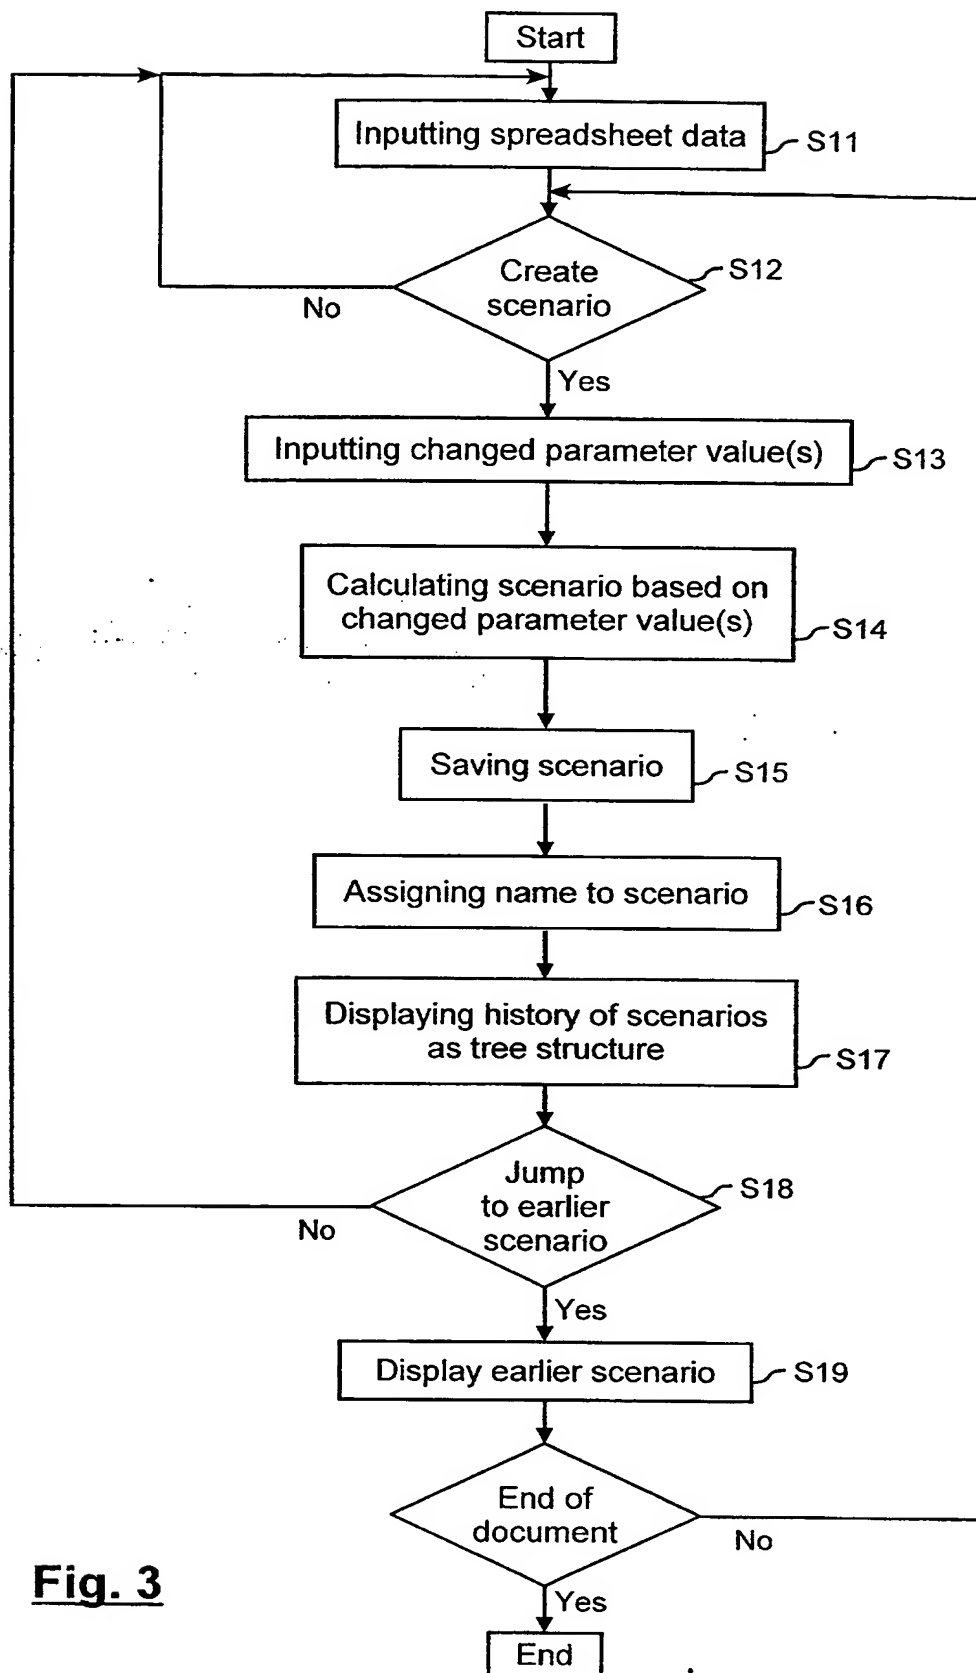 Start
Inputting spreadsheet data
S11
Create
scenario
S12
No
Yes
Inputting changed parameter value(s)
S13
Calculating scenario based on
changed parameter value(s)
S14
Saving scenario
S15
Assigning name to scenario
S16
Displaying history of scenarios
as tree structure
S17
Jump
to earlier
scenario
S18
No
Yes
Display earlier scenario
S19
End of
document
No
Yes
End
Fig. 3